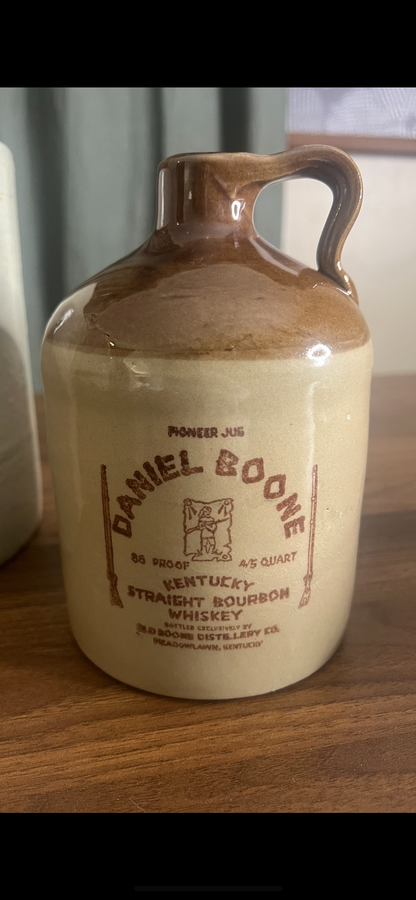 PIONEER JUG
DANIEL BOONE
86 PROOF 4/5 QUART
KENTUCKY
STRAIGHT BOURBON
WHISKEY
BOTTLED EXCLUSIVELY BY
OLD BOONE DISTILLERY CO.
MEADOWLAWN, KENTUCKY